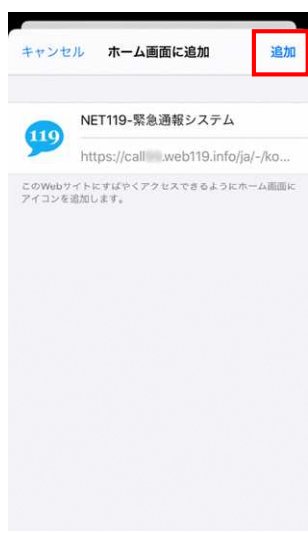 キャンセル ホーム画面に追加 追加
119
NET119-緊急通報システム
https://call .web119.info/ja/-/ko...
このWebサイトにすばやくアクセスできるようにホーム画面に
アイコンを追加します。